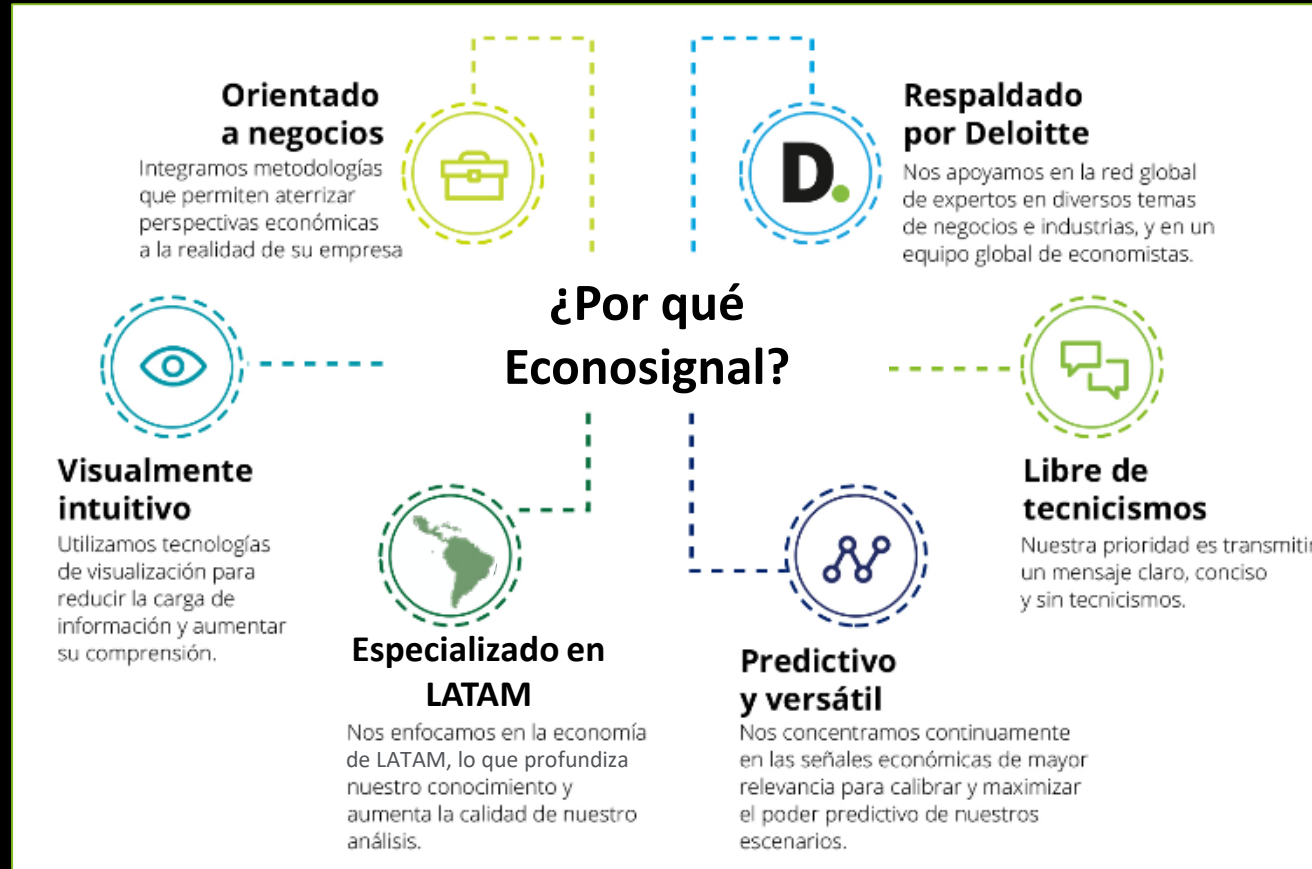 Orientado
a negocios
Integramos metodologías
que permiten aterrizar
perspectivas económicas
a la realidad de su empresa
D.
Respaldado
por Deloitte
Nos apoyamos en la red global
de expertos en diversos temas
de negocios e industrias, y en un
equipo global de economistas.
¿Por qué
Econosignal?
Visualmente
intuitivo
Utilizamos tecnologías
de visualización para
reducir la carga de
información y aumentar
su comprensión.
Libre de
tecnicismos
Nuestra prioridad es transmitir
un mensaje claro, conciso
y sin tecnicismos.
Especializado en
LATAM
Nos enfocamos en la economía
de LATAM, lo que profundiza
nuestro conocimiento y
aumenta la calidad de nuestro
análisis.
Predictivo
y versátil
Nos concentramos continuamente
en las señales económicas de mayor
relevancia para calibrar y maximizar
el poder predictivo de nuestros
escenarios.